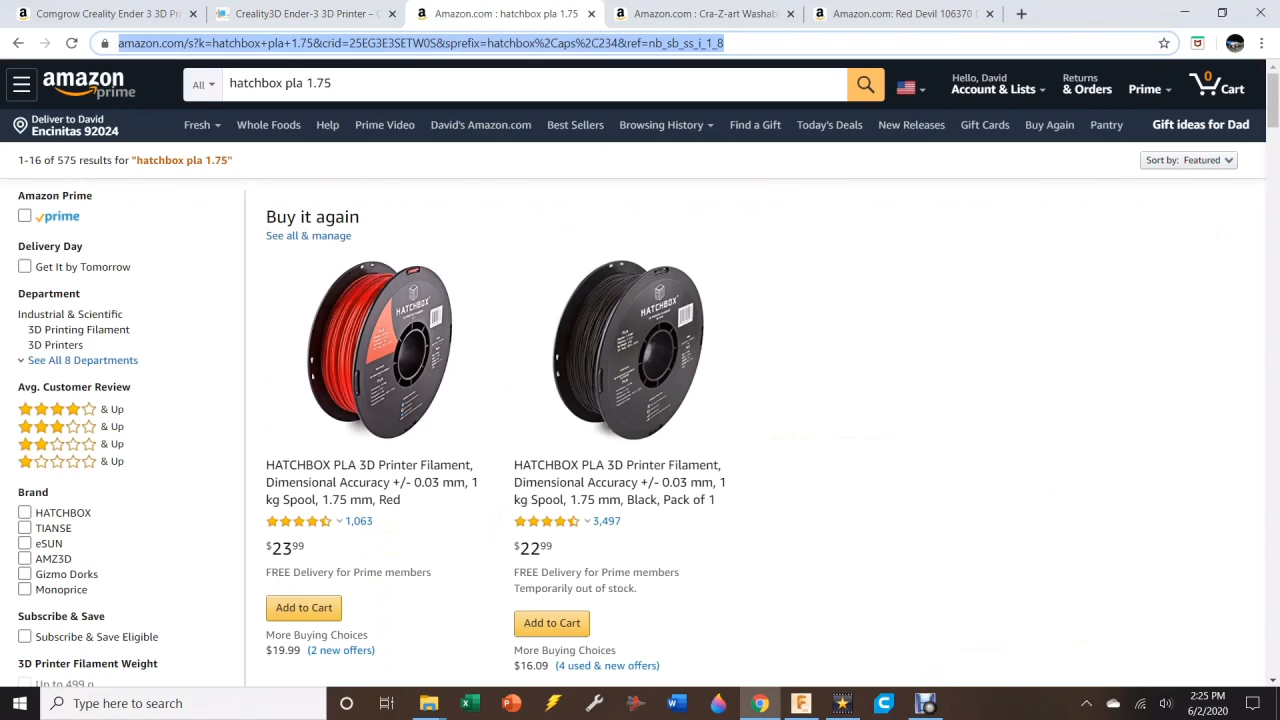 Creality Ender 3 3D Pr
Creality3D Ender-3 3D Printer – C
Amazon.com : hatchbox pla 1.75
Amazon.com : Cra-Z-art Washabl
Amazon.com: Red Devil 106370 D
amazon.com/s?k=hatchbox+pla+1.75&crid=25EG3E3SETW0S&sprefix=hatchbox%2Caps%2C234&ref=nb_sb_ss_i_1_8
amazon prime
All
hatchbox pla 1.75
Hello, David
Account & Lists
Returns
& Orders
Prime
0
Cart
Deliver to David
Encinitas 92024
Fresh
Whole Foods
Help
Prime Video
David's Amazon.com
Best Sellers
Browsing History
Find a Gift
Today's Deals
New Releases
Gift Cards
Buy Again
Pantry
Gift ideas for Dad
1-16 of 575 results for "hatchbox pla 1.75"
Sort by: Featured
Amazon Prime
prime
Delivery Day
Get It by Tomorrow
Department
Industrial & Scientific
3D Printing Filament
3D Printers
See All 8 Departments
Avg. Customer Review
& Up
& Up
& Up
& Up
Brand
HATCHBOX
TIANSE
eSUN
AMZ3D
Gizmo Dorks
Monoprice
Subscribe & Save
Subscribe & Save Eligible
3D Printer Filament Weight
Up to 499 g
Buy it again
See all & manage
HATCHBOX
HATCHBOX PLA 3D Printer Filament,
Dimensional Accuracy +/- 0.03 mm, 1
kg Spool, 1.75 mm, Red
1,063
$23.99
FREE Delivery for Prime members
Add to Cart
More Buying Choices
$19.99 (2 new offers)
HATCHBOX
HATCHBOX PLA 3D Printer Filament,
Dimensional Accuracy +/- 0.03 mm, 1
kg Spool, 1.75 mm, Black, Pack of 1
3,497
$22.99
FREE Delivery for Prime members
Temporarily out of stock.
Add to Cart
More Buying Choices
$16.09 (4 used & new offers)
Type here to search
2:25 PM
6/2/2020